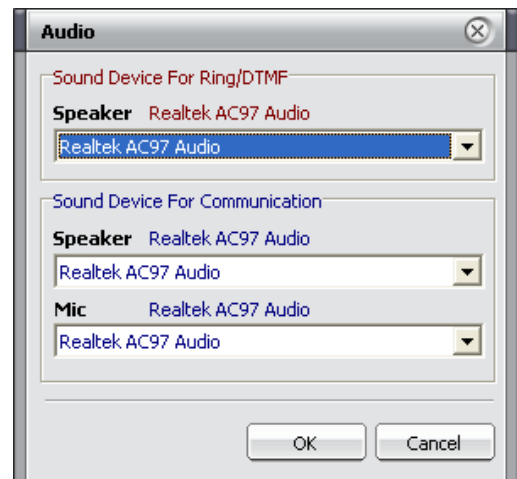 Audio
Sound Device For Ring/DTMF
Speaker Realtek AC97 Audio
Realtek AC97 Audio
Sound Device For Communication
Speaker Realtek AC97 Audio
Realtek AC97 Audio
Mic Realtek AC97 Audio
Realtek AC97 Audio
OK Cancel